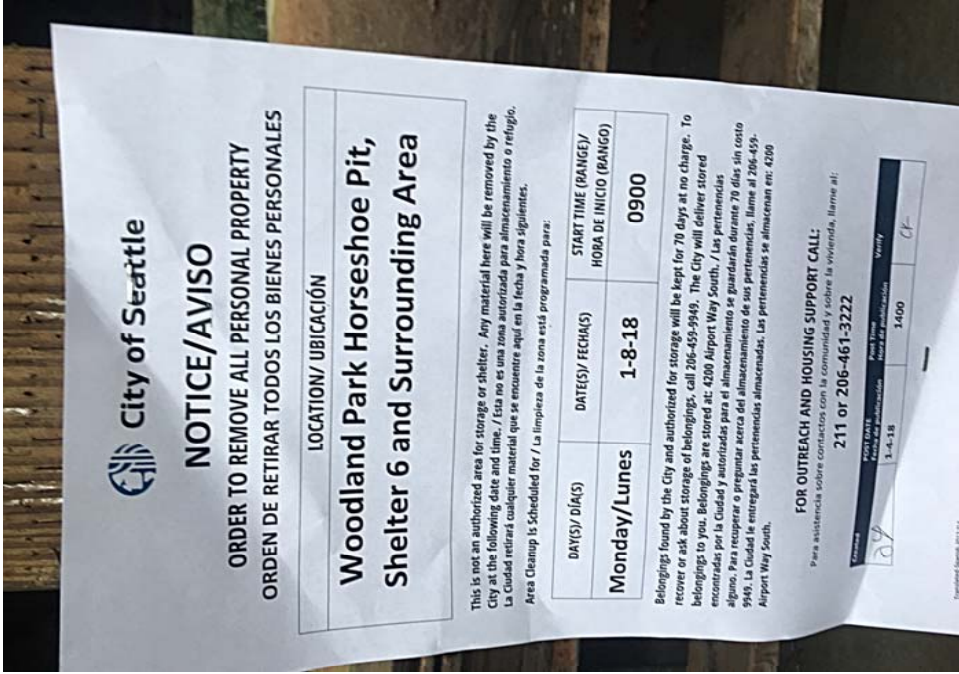 City of Seattle
NOTICE/AVISO
ORDER TO REMOVE ALL PERSONAL PROPERTY
ORDEN DE RETIRAR TODOS LOS BIENES PERSONALES
LOCATION/ UBICACIÓN
Woodland Park Horseshoe Pit,
Shelter 6 and Surrounding Area
This is not an authorized area for storage or shelter. Any material here will be removed by the
City at the following date and time. / Esta no es una zona autorizada para almacenamiento o refugio.
La Ciudad retirará cualquier material que se encuentre aquí en la fecha y hora siguientes.
Area Cleanup Is Scheduled for / La limpieza de la zona está programada para:
DAY(S)/ DÍA(S) DATE(S)/ FECHA(S) START TIME (RANGE)/
HORA DE INICIO (RANGO)
Monday/Lunes 1-8-18 0900
Belongings found by the City and authorized for storage will be kept for 70 days at no charge. To
recover or ask about storage of belongings, call 206-459-9949. The City will deliver stored
belongings to you. Belongings are stored at: 4200 Airport Way South. / Las pertenencias
encontradas por la Ciudad y autorizadas para el almacenamiento se guardarán durante 70 días sin costo
alguno. Para recuperar o preguntar acerca del almacenamiento de sus pertenencias, llame al 206-459-
9949. La Ciudad le entregará las pertenencias almacenadas. Las pertenencias se almacenan en: 4200
Airport Way South.
FOR OUTREACH AND HOUSING SUPPORT CALL:
Para asistencia sobre contactos con la comunidad y sobre la vivienda, llame al:
211 or 206-461-3222
Created POST DATE Post Time Verify
Fecha de publicación Hora de publicación
1-4-18 1400 CK